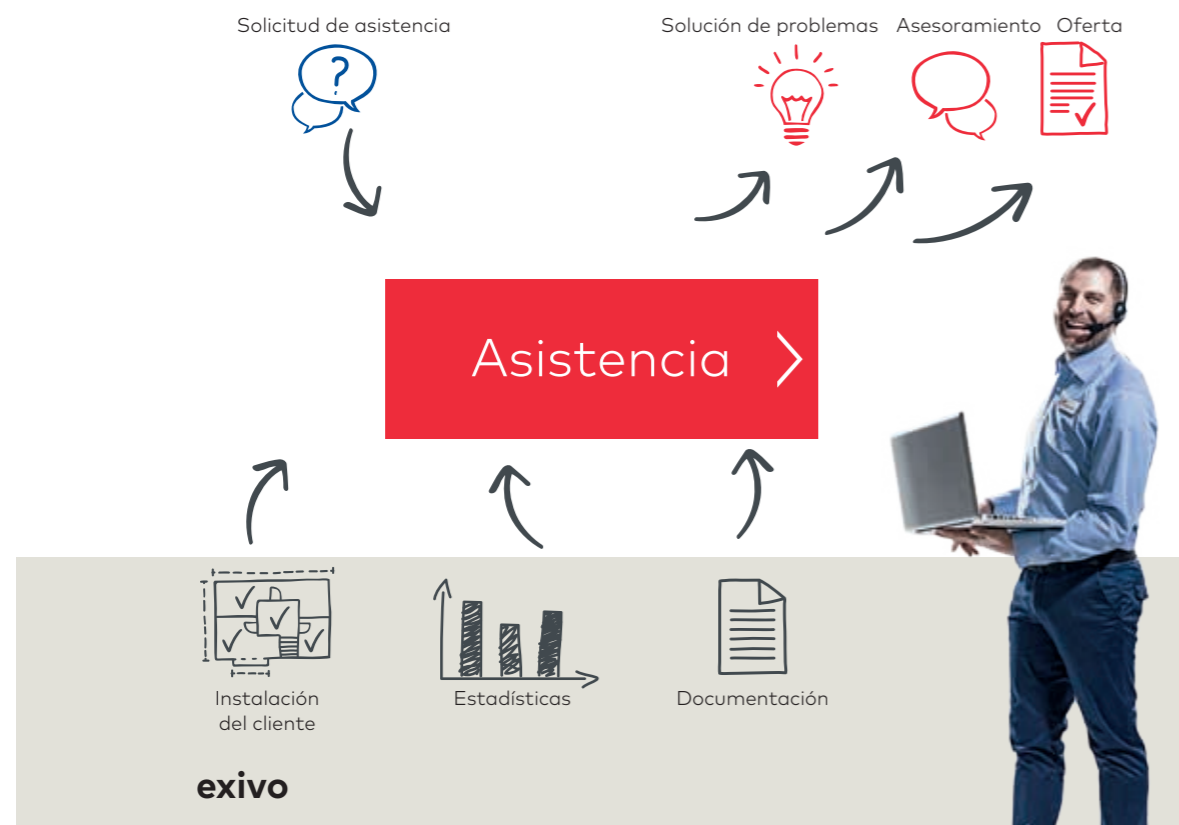 Solicitud de asistencia
Solución de problemas
Asesoramiento
Oferta
?
Asistencia
Instalación
del cliente
Estadísticas
Documentación
exivo